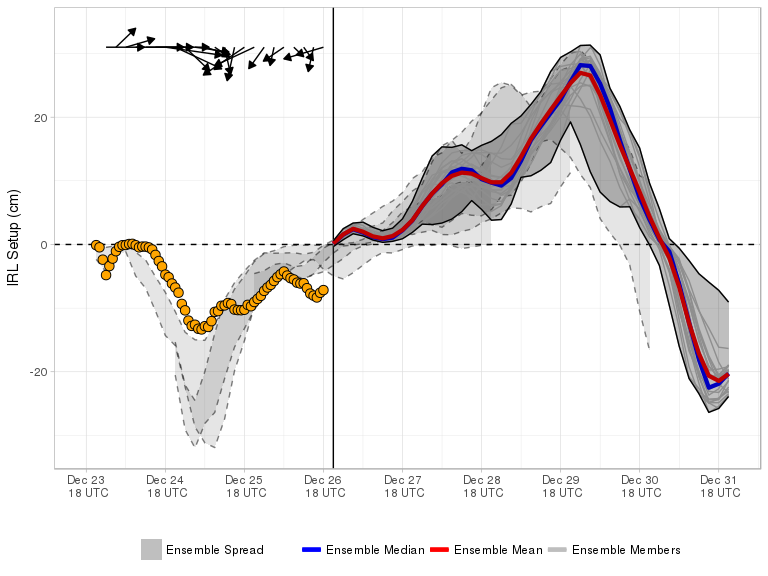 IRL Setup (cm)
20
0
-20
Dec 23 Dec 24 Dec 25 Dec 26 Dec 27 Dec 28 Dec 29 Dec 30 Dec 31
18 UTC 18 UTC 18 UTC 18 UTC 18 UTC 18 UTC 18 UTC 18 UTC 18 UTC
Ensemble Spread Ensemble Median Ensemble Mean Ensemble Members